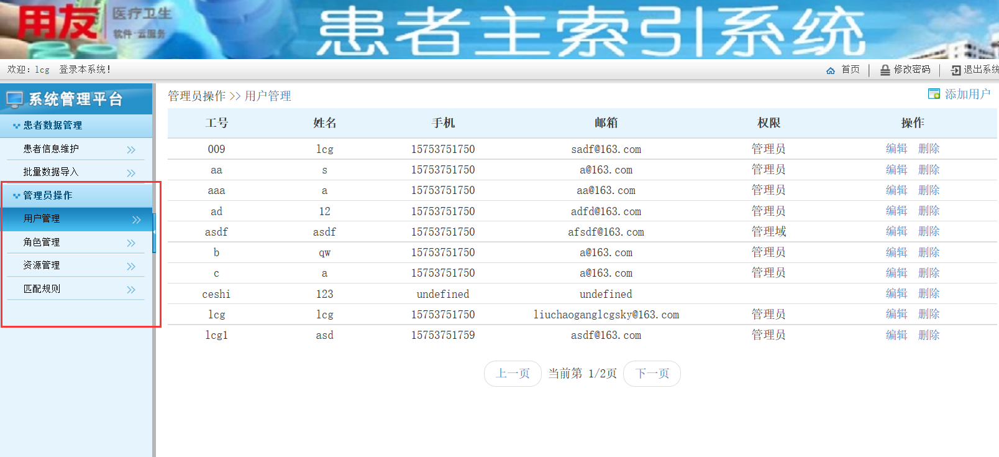 用友 医疗卫生
软件·云服务
患者主索引系统
欢迎：lcg 登录本系统！
首页 | 修改密码 | 退出系统
系统管理平台
患者数据管理
患者信息维护
批量数据导入
管理员操作
用户管理
角色管理
资源管理
匹配规则
管理员操作 >> 用户管理
添加用户
工号 姓名 手机 邮箱 权限 操作
009 lcg 15753751750 sadf@163.com 管理员 编辑 删除
aa s 15753751750 a@163.com 管理员 编辑 删除
aaa a 15753751750 aa@163.com 管理员 编辑 删除
ad 12 15753751750 adfd@163.com 管理员 编辑 删除
asdf asdf 15753751750 afsdf@163.com 管理域 编辑 删除
b qw 15753751750 a@163.com 管理员 编辑 删除
c a 15753751750 a@163.com 管理员 编辑 删除
ceshi 123 undefined undefined 编辑 删除
lcg lcg 15753751750 liuchaoganglcgsky@163.com 管理员 编辑 删除
lcg1 asd 15753751759 asdf@163.com 管理员 编辑 删除
上一页 当前第 1/2页 下一页